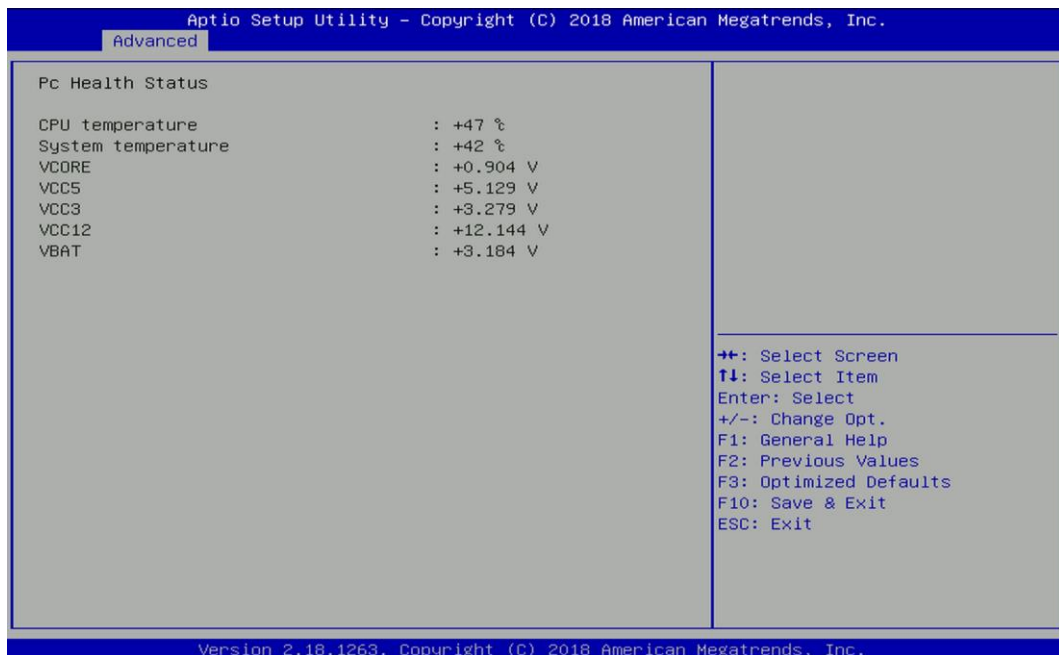 Aptio Setup Utility – Copyright (C) 2018 American Megatrends, Inc.
Advanced
Pc Health Status
CPU temperature : +47 ℃
System temperature : +42 ℃
VCORE : +0.904 V
VCC5 : +5.129 V
VCC3 : +3.279 V
VCC12 : +12.144 V
VBAT : +3.184 V
→←: Select Screen
↑↓: Select Item
Enter: Select
+/-: Change Opt.
F1: General Help
F2: Previous Values
F3: Optimized Defaults
F10: Save & Exit
ESC: Exit
Version 2.18.1263. Copyright (C) 2018 American Megatrends, Inc.